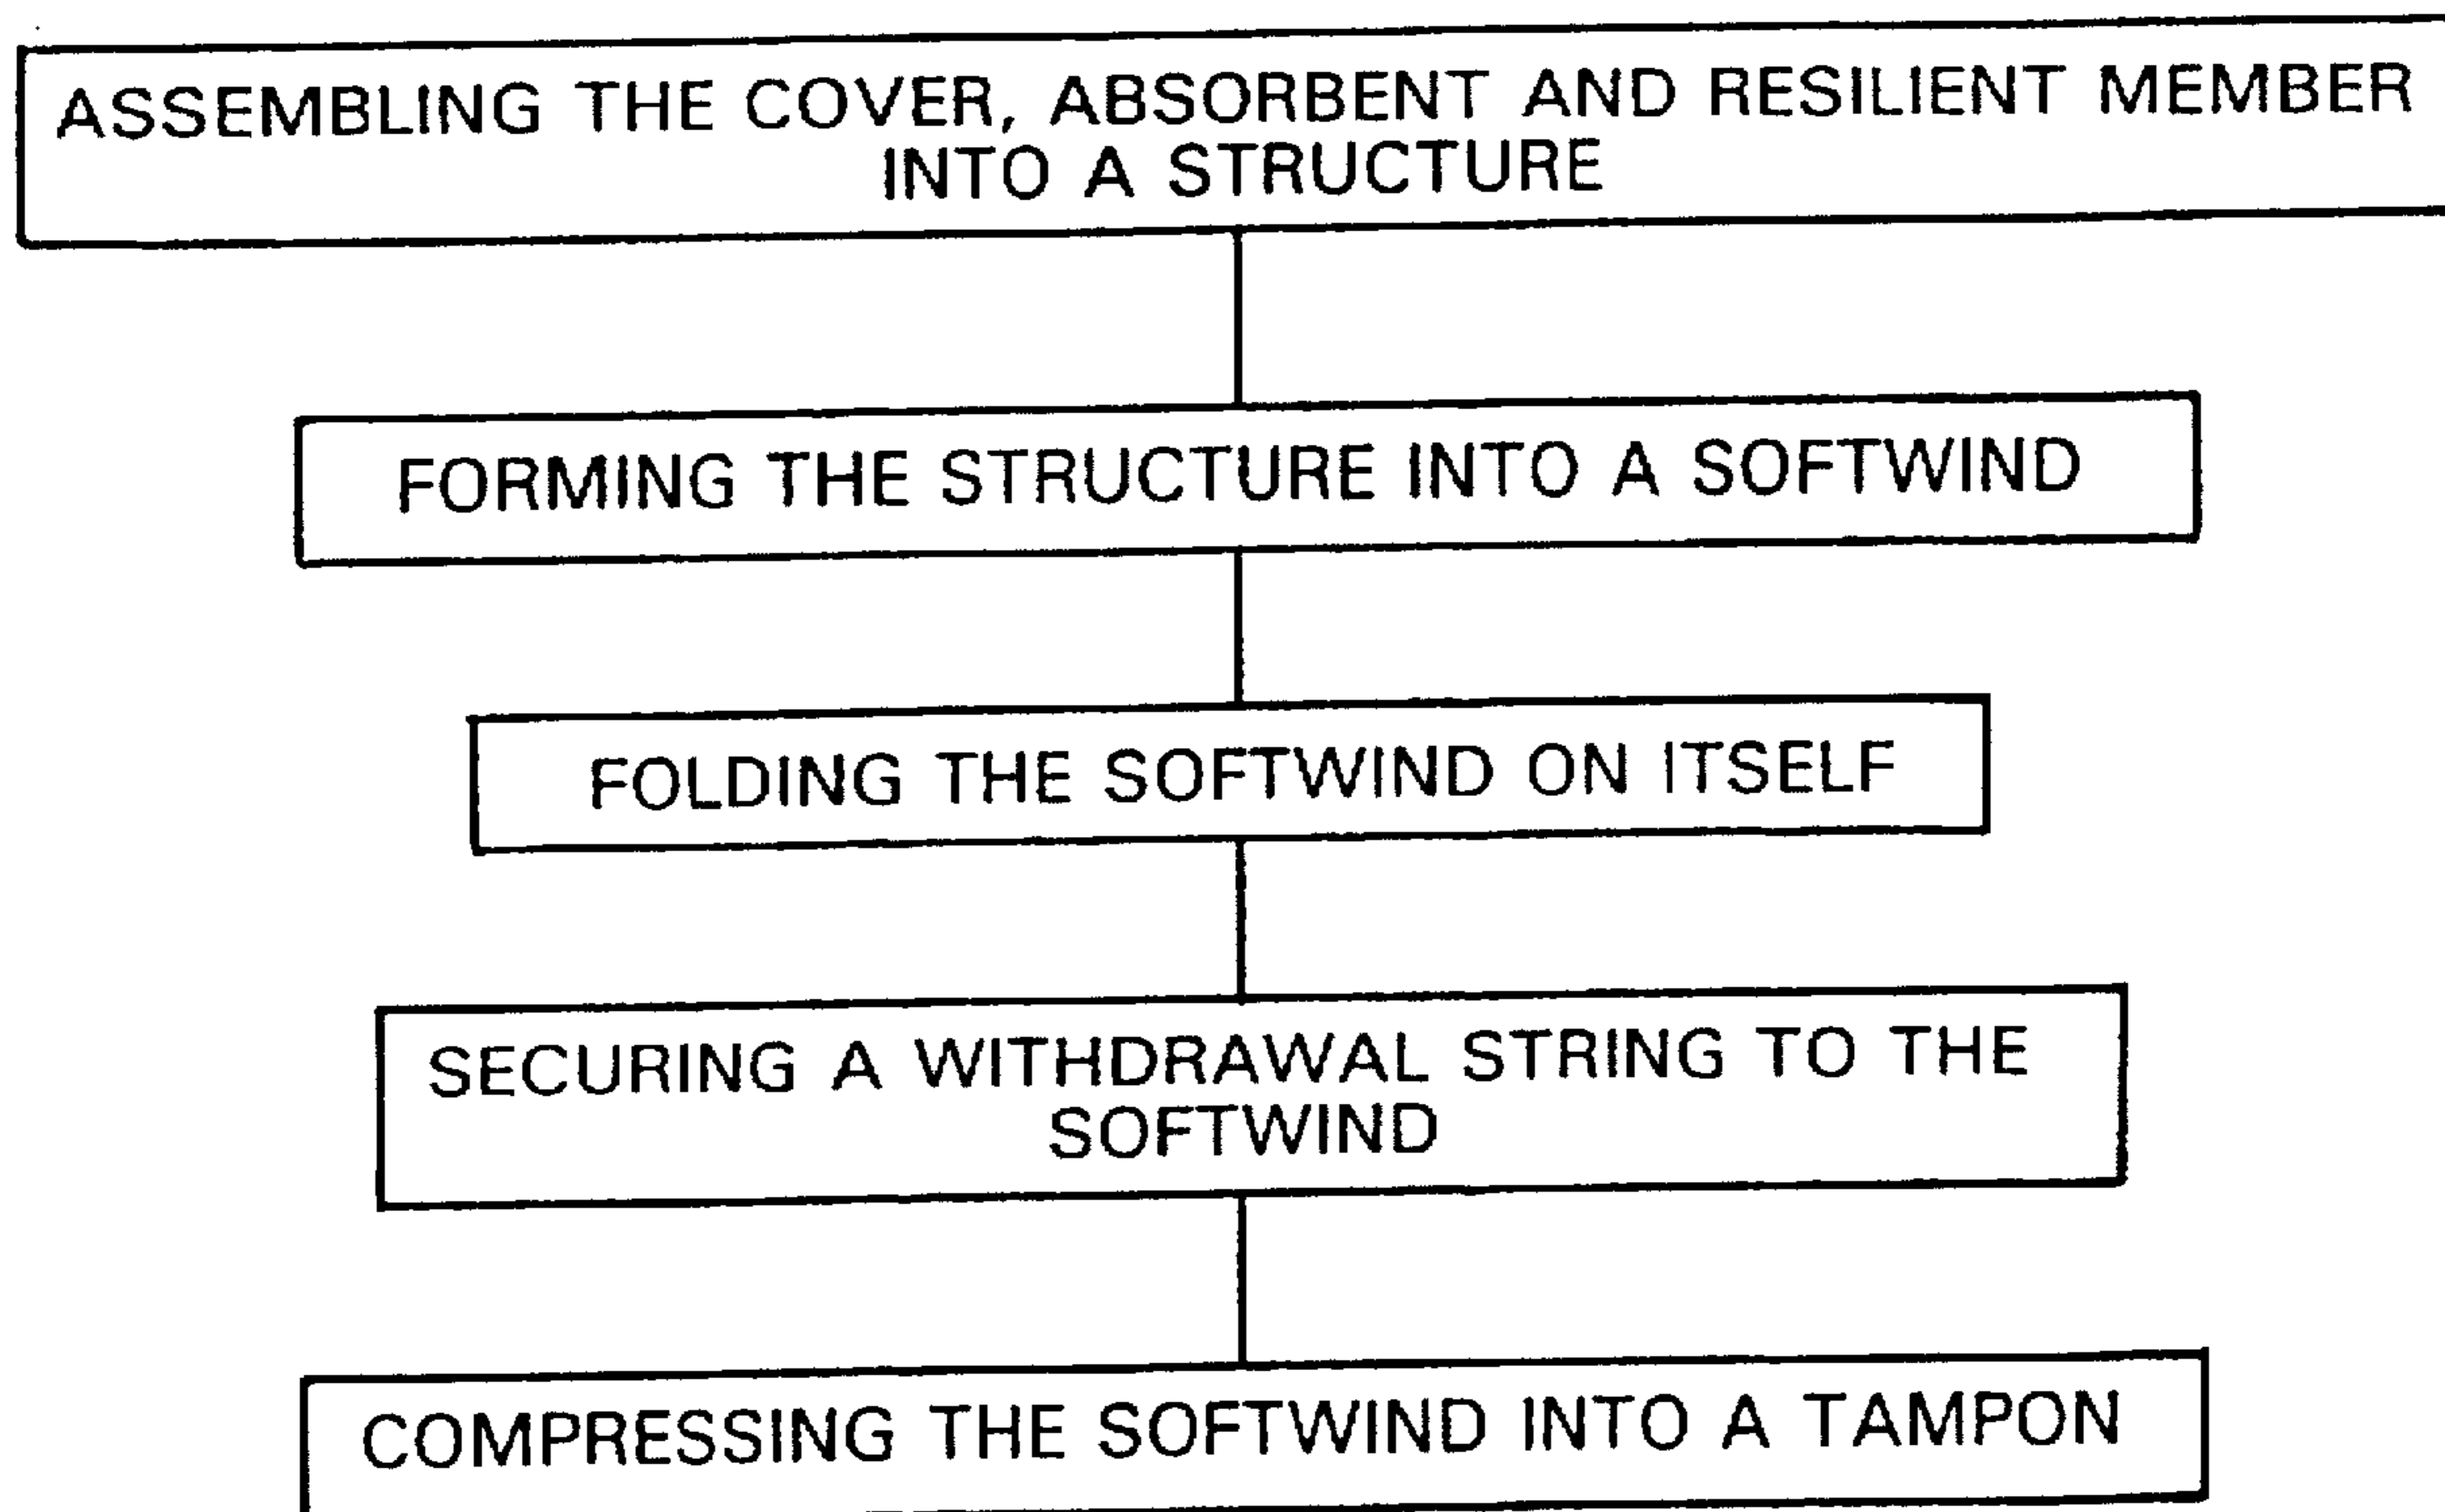 ASSEMBLING THE COVER, ABSORBENT AND RESILIENT MEMBER
INTO A STRUCTURE
FORMING THE STRUCTURE INTO A SOFTWIND
FOLDING THE SOFTWIND ON ITSELF
SECURING A WITHDRAWAL STRING TO THE
SOFTWIND
COMPRESSING THE SOFTWIND INTO A TAMPON